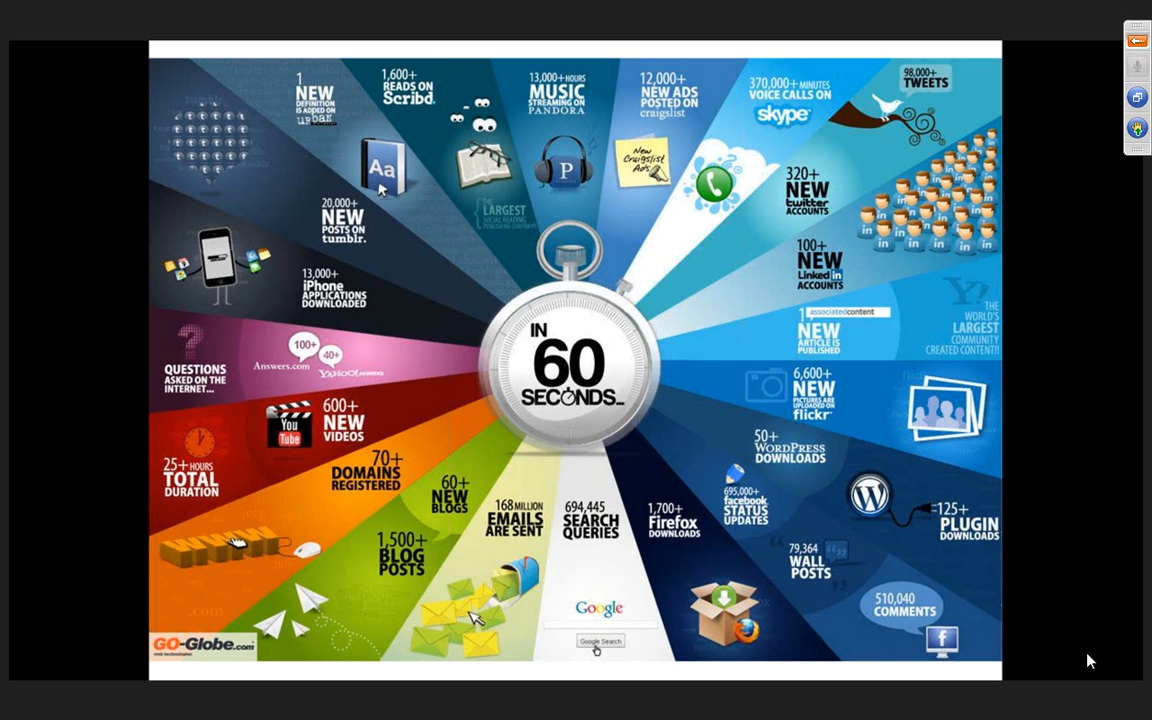 1
NEW
DEFINITION
IS ADDED ON
urban
1,600+
READS ON
Scribd.
THE
LARGEST
SOCIAL READING
PUBLISHING COMPANY
13,000+HOURS
MUSIC
STREAMING ON
PANDORA
P
12,000+
NEW ADS
POSTED ON
craigslist
New
Craigslist
Ads
370,000+MINUTES
VOICE CALLS ON
skype
98,000+
TWEETS
320+
NEW
twitter
ACCOUNTS
100+
NEW
Linked in
ACCOUNTS
1
associatedcontent
NEW
ARTICLE IS
PUBLISHED
Y!
THE
WORLD'S
LARGEST
COMMUNITY
CREATED CONTENT!!
6,600+
NEW
PICTURES ARE
UPLOADED ON
flickr
50+
WORDPRESS
DOWNLOADS
125+
PLUGIN
DOWNLOADS
695,000+
facebook
STATUS
UPDATES
79,364
WALL
POSTS
510,040
COMMENTS
1,700+
Firefox
DOWNLOADS
694,445
SEARCH
QUERIES
Google
Google Search
168 MILLION
EMAILS
ARE SENT
60+
NEW
BLOGS
1,500+
BLOG
POSTS
70+
DOMAINS
REGISTERED
WWW
.com
600+
NEW
VIDEOS
You
Tube
25+HOURS
TOTAL
DURATION
QUESTIONS
ASKED ON THE
INTERNET...
100+
Answers.com
40+
YAHOO! ANSWERS
13,000+
iPhone
APPLICATIONS
DOWNLOADED
20,000+
NEW
POSTS ON
tumblr.
Aa
IN
60
SECONDS...
GO-Globe.com
web technologies